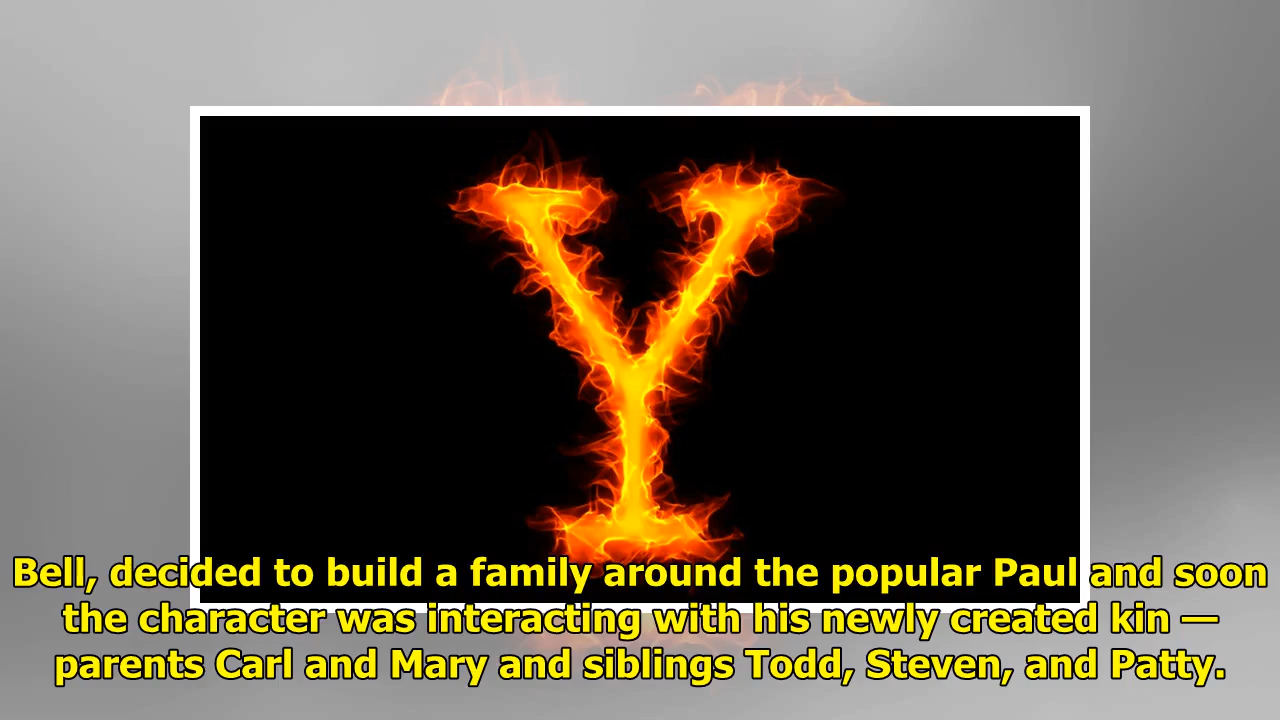 Y
Bell, decided to build a family around the popular Paul and soon
the character was interacting with his newly created kin —
parents Carl and Mary and siblings Todd, Steven, and Patty.